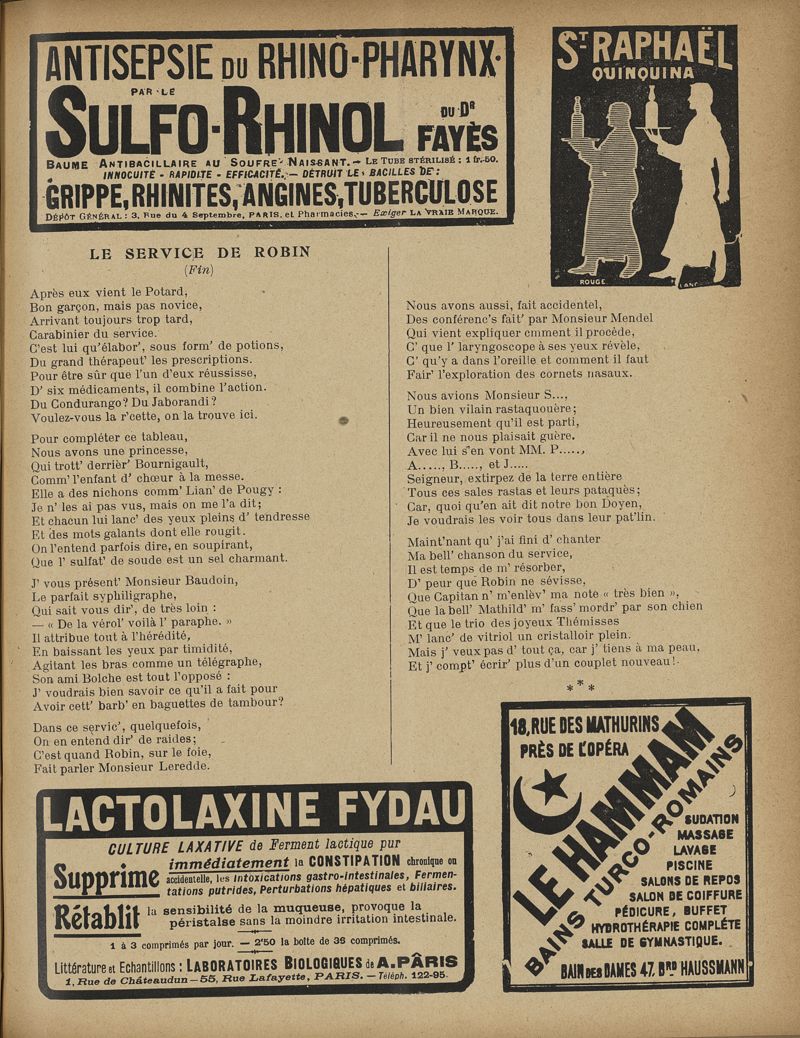 ANTISEPSIE DU RHINO-PHARYNX
PAR LE
SULFO-RHINOL DU Dr FAYÈS
BAUME ANTIBACILLAIRE AU SOUFRE NAISSANT. — LE TUBE STÉRILISÉ : 1 fr. 50.
INNOCUITÉ - RAPIDITÉ - EFFICACITÉ. — DÉTRUIT LES BACILLES DE:
GRIPPE, RHINITES, ANGINES, TUBERCULOSE
DÉPÔT GÉNÉRAL : 3, Rue du 4 Septembre, PARIS, et Pharmacies. — Exiger LA VRAIE MARQUE.
ST. RAPHAËL
QUINQUINA
ROUGE
LANC
LE SERVICE DE ROBIN
(Fin)
Après eux vient le Potard,
Bon garçon, mais pas novice,
Arrivant toujours trop tard,
Carabinier du service.
C'est lui qu'élabor', sous form' de potions,
Du grand thérapeut' les prescriptions.
Pour être sûr que l'un d'eux réussisse,
D' six médicaments, il combine l'action.
Du Condurango? Du Jaborandi?
Voulez-vous la r'cette, on la trouve ici.
Pour compléter ce tableau,
Nous avons une princesse,
Qui trott' derrièr' Bournigault,
Comm' l'enfant d' chœur à la messe.
Elle a des nichons comm' Lian' de Pougy :
Je n' les ai pas vus, mais on me l'a dit;
Et chacun lui lanc' des yeux pleins d' tendresse
Et des mots galants dont elle rougit.
On l'entend parfois dire, en soupirant,
Que l' sulfat' de soude est un sel charmant.
J' vous présent' Monsieur Baudoin,
Le parfait syphiligraphe,
Qui sait vous dir', de très loin :
— « De la vérol' voilà l' paraphe. »
Il attribue tout à l'hérédité,
En baissant les yeux par timidité,
Agitant les bras comme un télégraphe,
Son ami Bolche est tout l'opposé :
J' voudrais bien savoir ce qu'il a fait pour
Avoir cett' barb' en baguettes de tambour?
Dans ce servic', quelquefois,
On en entend dir' de raides;
C'est quand Robin, sur le foie,
Fait parler Monsieur Leredde.
Nous avons aussi, fait accidentel,
Des conférenc's fait' par Monsieur Mendel
Qui vient expliquer cmment il procède,
C' que l' laryngoscope à ses yeux révèle,
C' qu'y a dans l'oreille et comment il faut
Fair' l'exploration des cornets nasaux.
Nous avions Monsieur S...,
Un bien vilain rastaquouère;
Heureusement qu'il est parti,
Car il ne nous plaisait guère.
Avec lui s'en vont MM. P.....,
A....., B....., et J.....
Seigneur, extirpez de la terre entière
Tous ces sales rastas et leurs pataquès;
Car, quoi qu'en ait dit notre bon Doyen,
Je voudrais les voir tous dans leur pat'lin.
Maint'nant qu' j'ai fini d' chanter
Ma bell' chanson du service,
Il est temps de m' résorber,
D' peur que Robin ne sévisse,
Que Capitan n' m'enlèv' ma note « très bien »,
Que la bell' Mathild' m' fass' mordr' par son chien
Et que le trio des joyeux Thémisses
M' lanc' de vitriol un cristalloir plein.
Mais j' veux pas d' tout ça, car j' tiens à ma peau,
Et j' compt' écrir' plus d'un couplet nouveau!
***
LACTOLAXINE FYDAU
CULTURE LAXATIVE de Ferment lactique pur
Supprime immédiatement la CONSTIPATION chronique ou
accidentelle, les Intoxications gastro-intestinales, Fermentations putrides, Perturbations hépatiques et biliaires.
Rétablit la sensibilité de la muqueuse, provoque la
péristalse sans la moindre irritation intestinale.
1 à 3 comprimés par jour. — 2'50 la boîte de 36 comprimés.
Littérature et Echantillons : LABORATOIRES BIOLOGIQUES de A. PÂRIS
1, Rue de Châteaudun — 55, Rue Lafayette, PARIS. — Téléph. 122-95.
18, RUE DES MATHURINS
PRÈS DE L'OPÉRA
LE HAMMAM
BAINS TURCO-ROMAINS
SUDATION
MASSAGE
LAVAGE
PISCINE
SALONS DE REPOS
SALON DE COIFFURE
PÉDICURE, BUFFET
HYDROTHÉRAPIE COMPLÉTE
SALLE DE GYMNASTIQUE.
BAIN DES DAMES 47, BRD HAUSSMANN